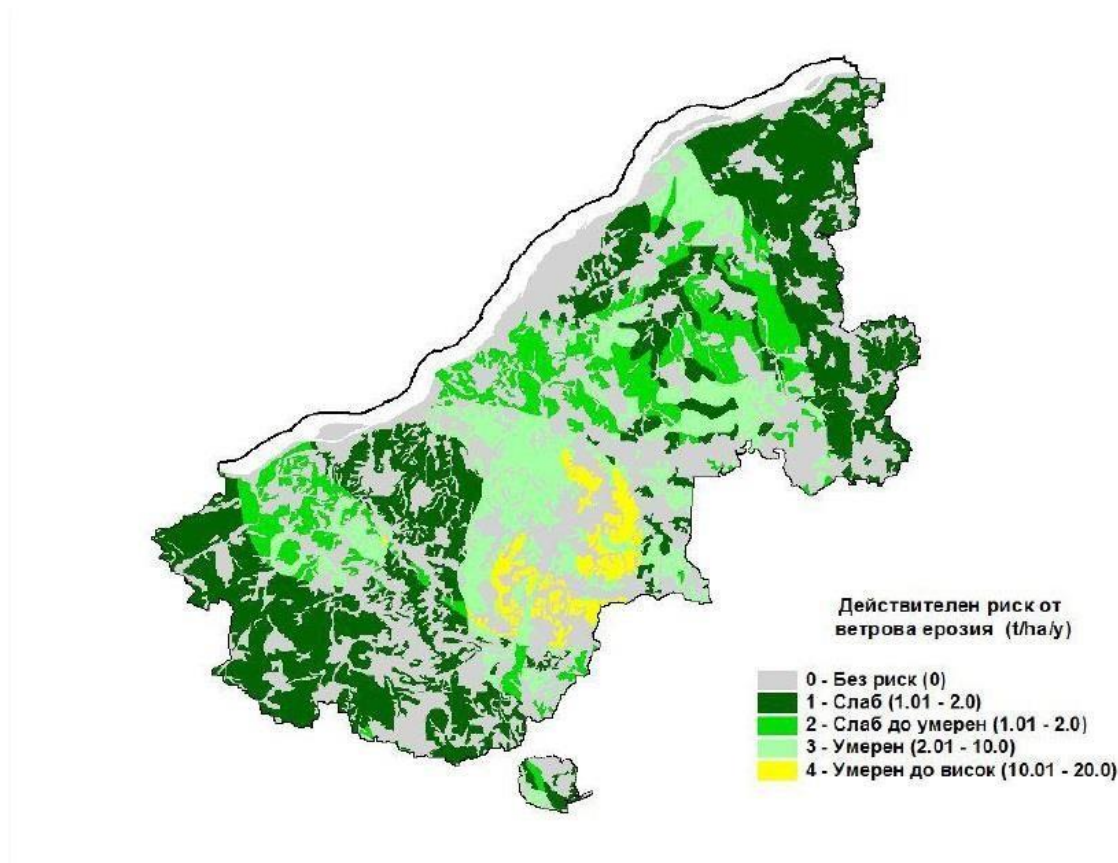 Действителен риск от
ветрова ерозия (t/ha/y)
0 - Без риск (0)
1 - Слаб (1.01 - 2.0)
2 - Слаб до умерен (1.01 - 2.0)
3 - Умерен (2.01 - 10.0)
4 - Умерен до висок (10.01 - 20.0)